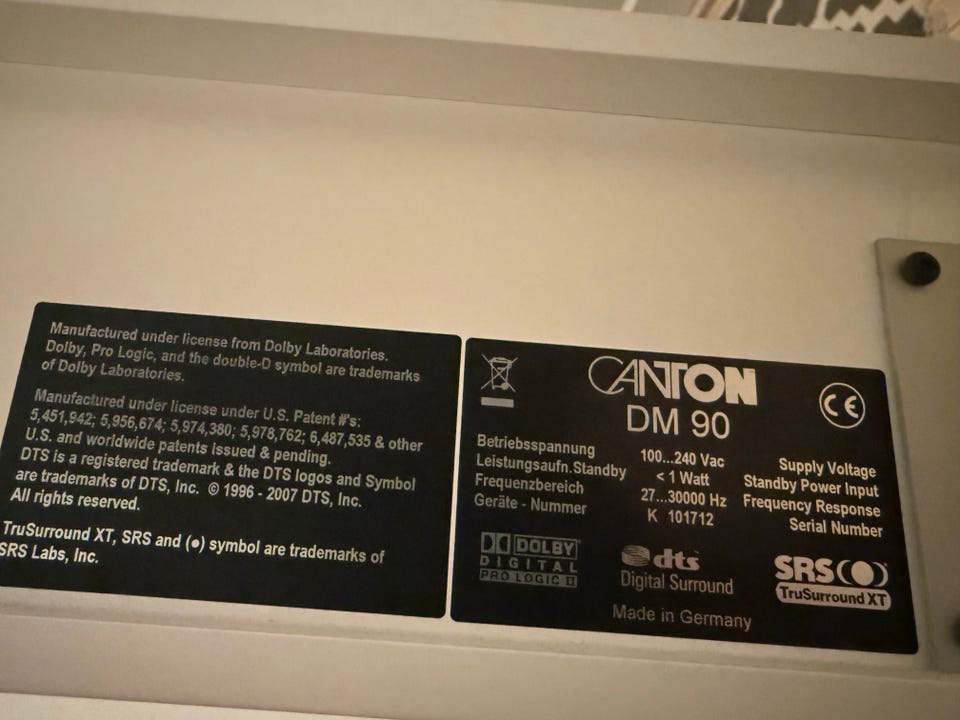 Manufactured under license from Dolby Laboratories.
Dolby, Pro Logic, and the double-D symbol are trademarks
of Dolby Laboratories.
Manufactured under license under U.S. Patent #'s:
5,451,942; 5,956,674; 5,974,380; 5,978,762; 6,487,535 & other
U.S. and worldwide patents issued & pending.
DTS is a registered trademark & the DTS logos and Symbol
are trademarks of DTS, Inc. © 1996 - 2007 DTS, Inc.
All rights reserved.
TruSurround XT, SRS and (●) symbol are trademarks of
SRS Labs, Inc.
CANTON
DM 90
CE
Betriebsspannung 100...240 Vac Supply Voltage
Leistungsaufn.Standby < 1 Watt Standby Power Input
Frequenzbereich 27...30000 Hz Frequency Response
Geräte - Nummer K 101712 Serial Number
DOLBY
DIGITAL
PRO LOGIC II
dts
Digital Surround
SRS(●)
TruSurround XT
Made in Germany